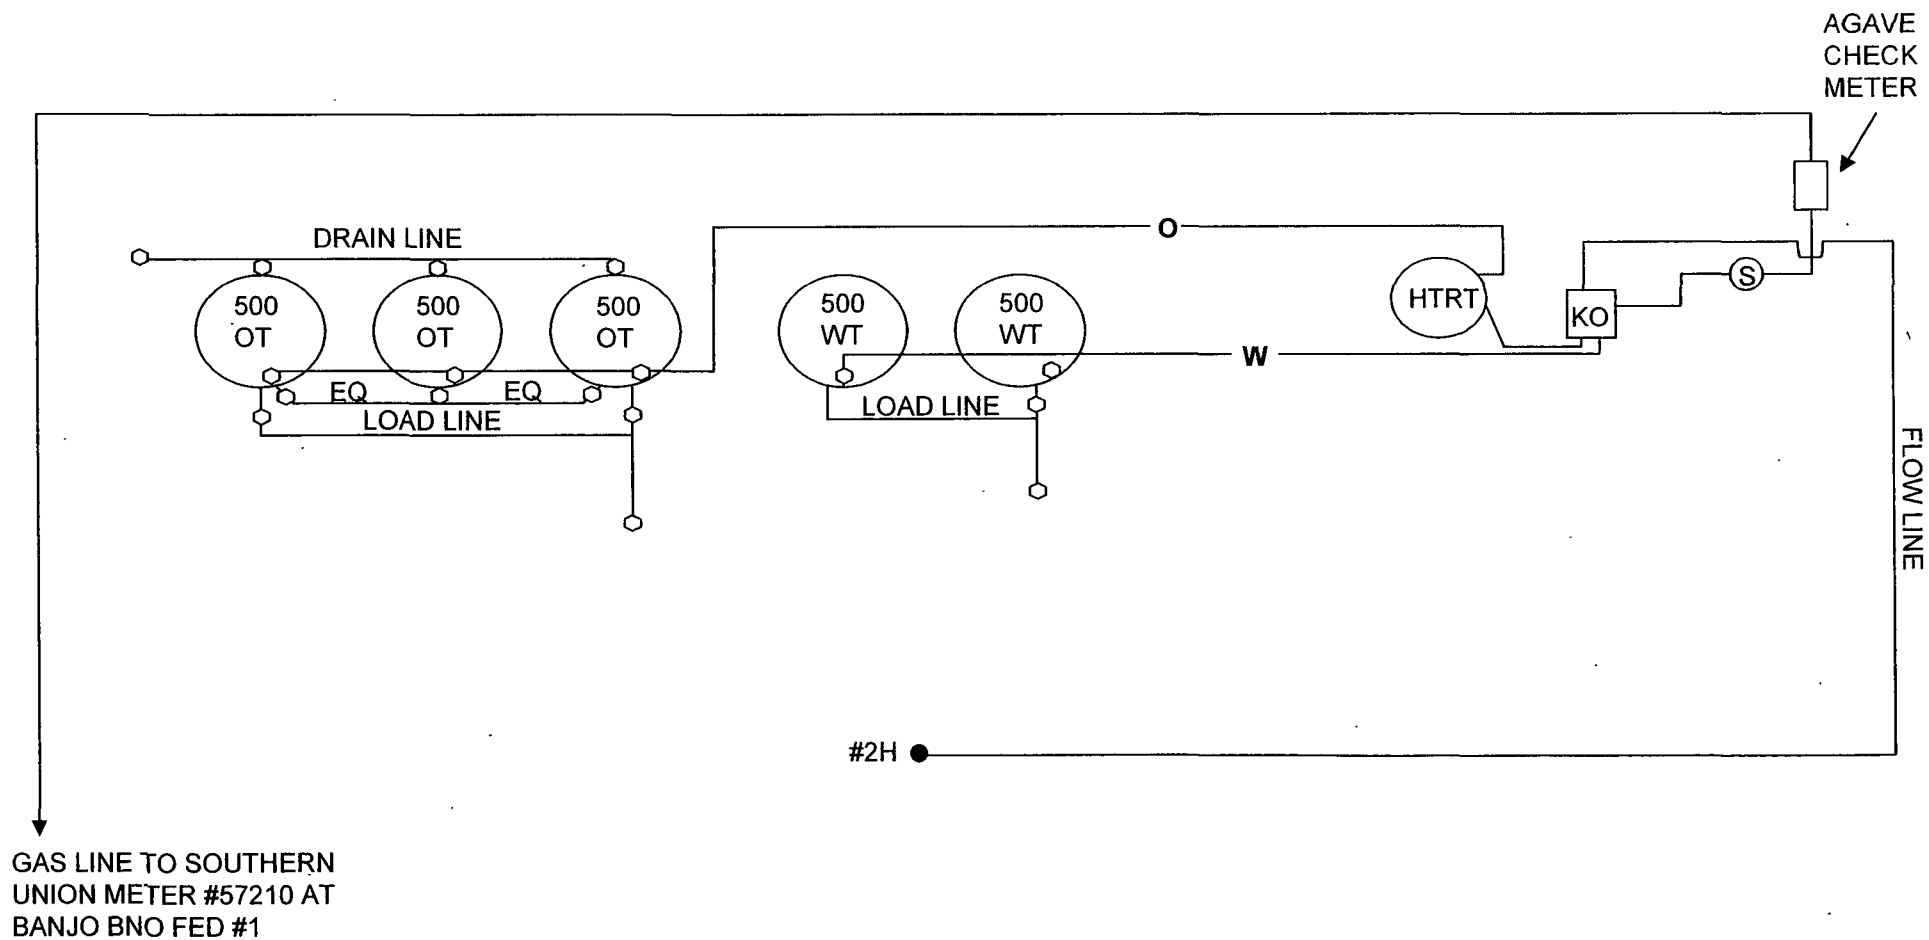 AGAVE
CHECK
METER
O
DRAIN LINE
500
OT
500
OT
500
OT
500
WT
500
WT
HTRT
KO
S
W
EQ
EQ
LOAD LINE
LOAD LINE
FLOW LINE
#2H
GAS LINE TO SOUTHERN
UNION METER #57210 AT
BANJO BNO FED #1